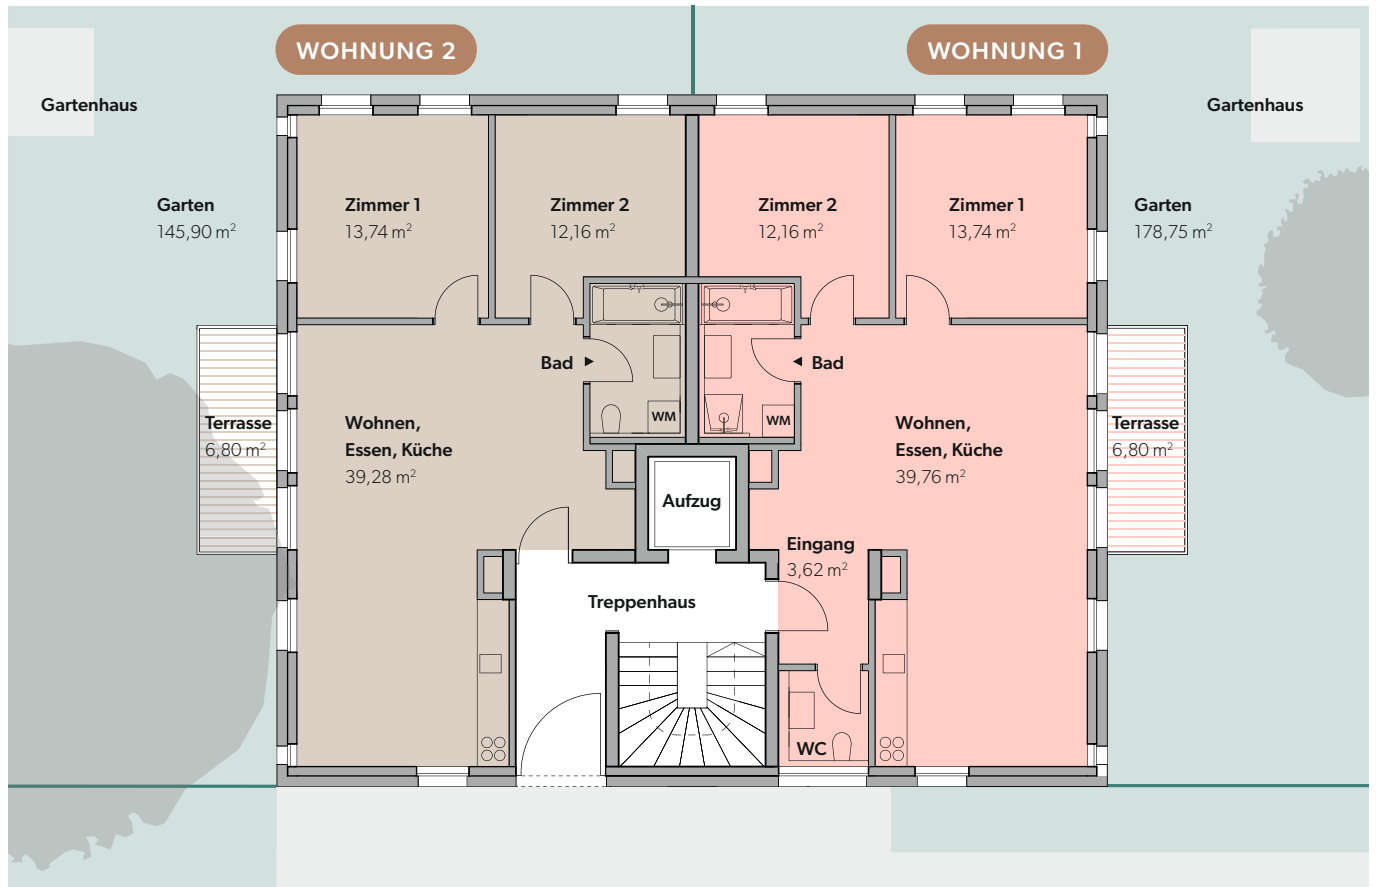 WOHNUNG 2
WOHNUNG 1
Gartenhaus
Gartenhaus
Garten
145,90 m²
Zimmer 1
13,74 m²
Zimmer 2
12,16 m²
Zimmer 2
12,16 m²
Zimmer 1
13,74 m²
Garten
178,75 m²
Bad
Bad
WM
WM
Terrasse
6,80 m²
Wohnen,
Essen, Küche
39,28 m²
Wohnen,
Essen, Küche
39,76 m²
Terrasse
6,80 m²
Aufzug
Eingang
3,62 m²
Treppenhaus
WC